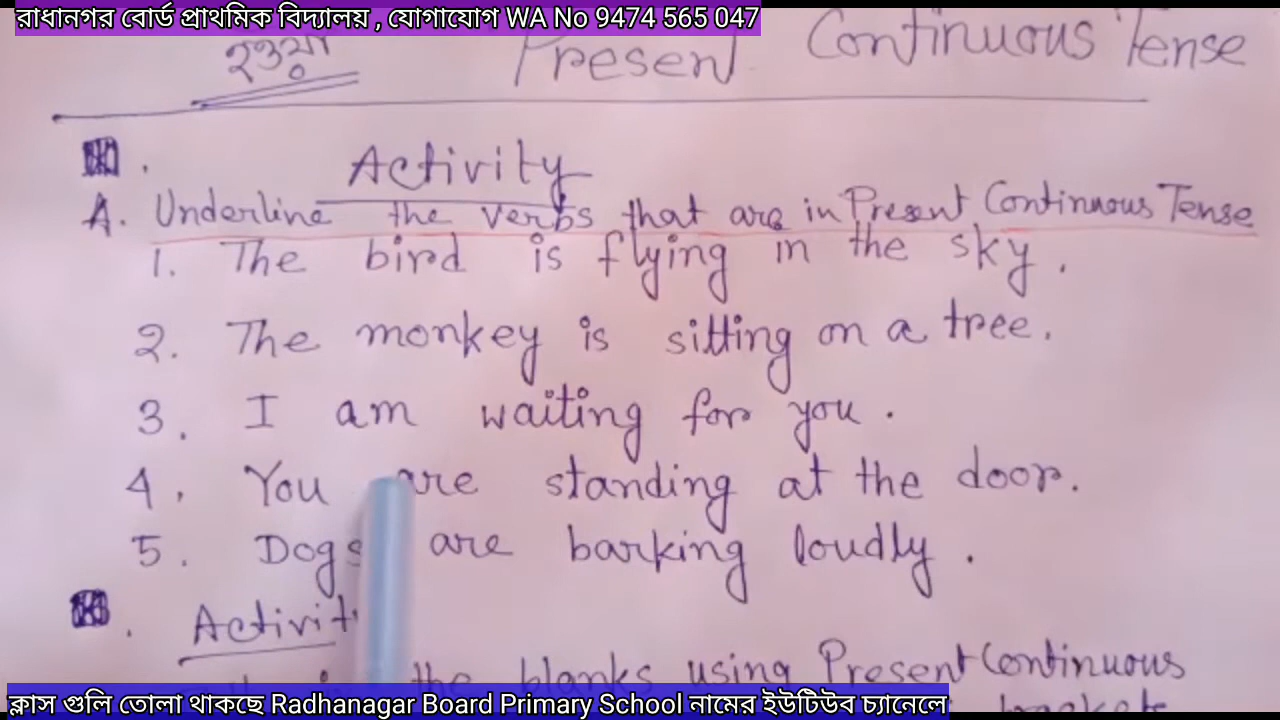 রাধানগর বোর্ড প্রাথমিক বিদ্যালয় , যোগাযোগ WA No 9474 565 047
হওয়া Present Continuous Tense
Activity
A. Underline the verbs that are in Present Continuous Tense
1. The bird is flying in the sky.
2. The monkey is sitting on a tree.
3. I am waiting for you.
4. You are standing at the door.
5. Dogs are barking loudly.
Activit
the blanks using Present Continuous
ক্লাস গুলি তোলা থাকছে Radhanagar Board Primary School নামের ইউটিউব চ্যানেলে